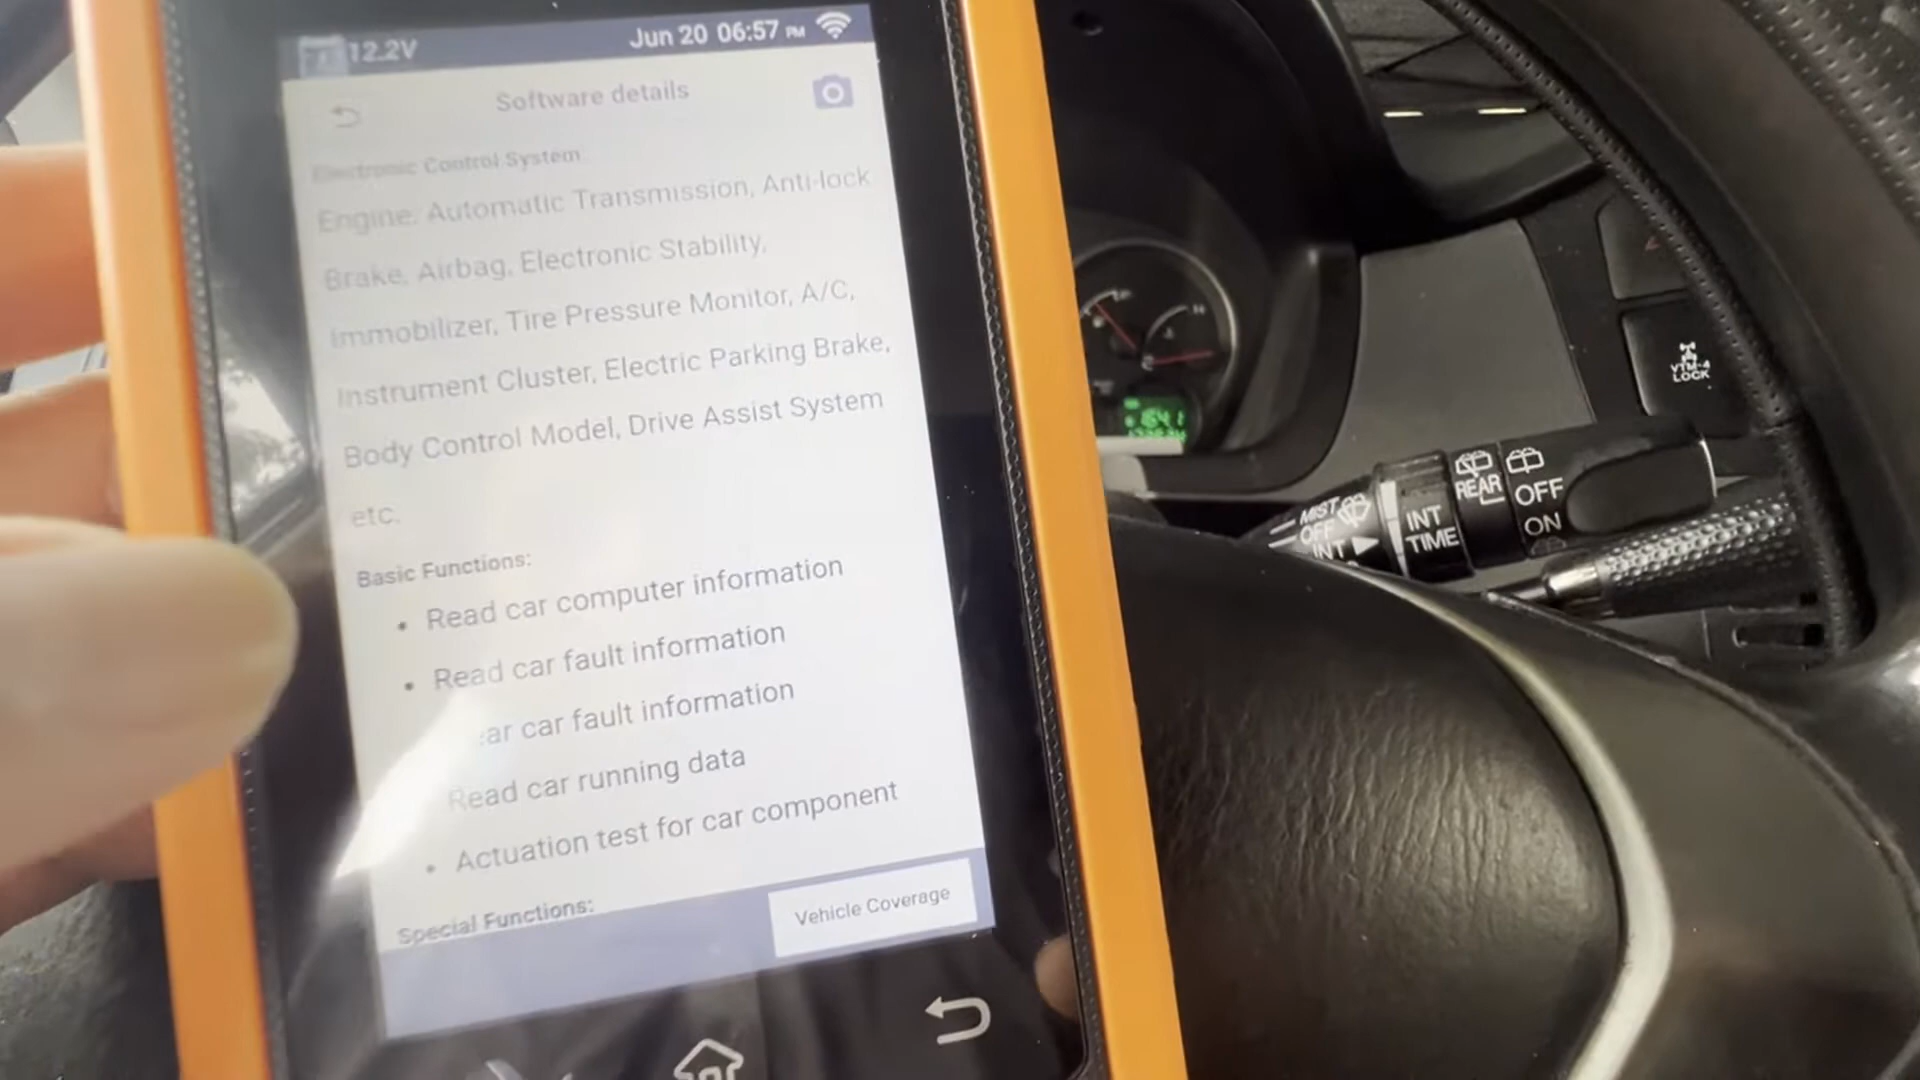 12.2V
Jun 20 06:57 PM
Software details
Electronic Control System
Engine, Automatic Transmission, Anti-lock
Brake, Airbag, Electronic Stability,
Immobilizer, Tire Pressure Monitor, A/C,
Instrument Cluster, Electric Parking Brake,
Body Control Model, Drive Assist System
etc.
Basic Functions:
• Read car computer information
• Read car fault information
ar car fault information
Read car running data
• Actuation test for car component
Special Functions:
Vehicle Coverage
VTM-4
LOCK
MIST
OFF
INT
INT
TIME
REAR
OFF
ON